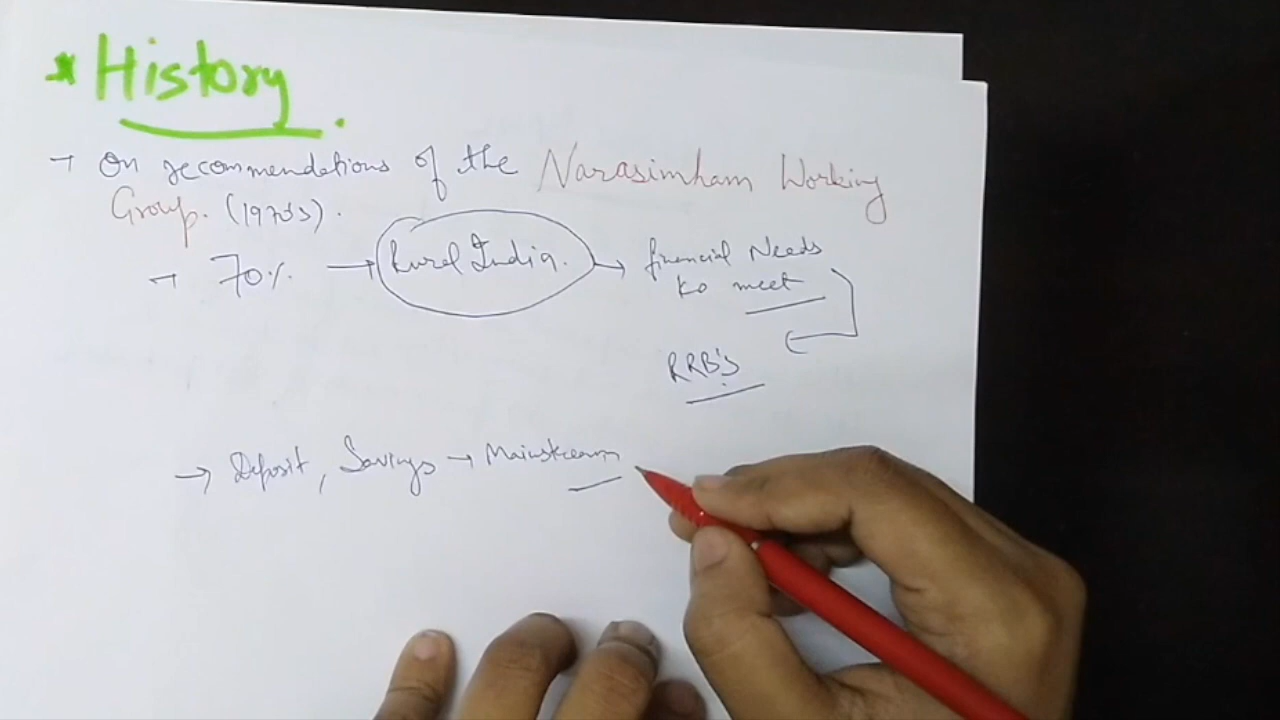 * History.
→ On recommendations of the Narasimham Working
Group. (1970's).
→ 70% → Rural India. → financial Needs
ko meet
RRB's
→ Deposit, Savings → Mainstream